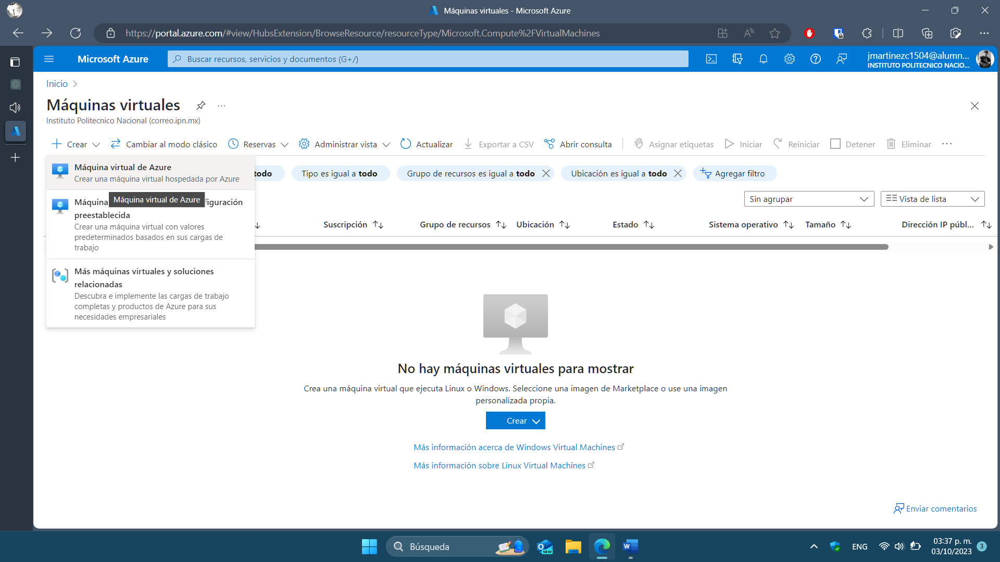 Máquinas virtuales - Microsoft Azure
https://portal.azure.com/#view/HubsExtension/BrowseResource/resourceType/Microsoft.Compute%2FVirtualMachines
Microsoft Azure
Buscar recursos, servicios y documentos (G+/)
jmartinezc1504@alumn...
INSTITUTO POLITECNICO NACIO...
Inicio
Máquinas virtuales
Instituto Politecnico Nacional (correo.ipn.mx)
Crear Cambiar al modo clásico Reservas Administrar vista Actualizar Exportar a CSV Abrir consulta Asignar etiquetas Iniciar Reiniciar Detener Eliminar
Máquina virtual de Azure
Crear una máquina virtual hospedada por Azure
todo Tipo es igual a todo Grupo de recursos es igual a todo Ubicación es igual a todo Agregar filtro
Máquina virtual de Azure
Máquina figuración
preestablecida
Crear una máquina virtual con valores
predeterminados basados en sus cargas de
trabajo
Sin agrupar Vista de lista
Suscripción Grupo de recursos Ubicación Estado Sistema operativo Tamaño Dirección IP públ...
Más máquinas virtuales y soluciones
relacionadas
Descubra e implemente las cargas de trabajo
completas y productos de Azure para sus
necesidades empresariales
No hay máquinas virtuales para mostrar
Crea una máquina virtual que ejecuta Linux o Windows. Seleccione una imagen de Marketplace o use una imagen
personalizada propia.
Crear
Más información acerca de Windows Virtual Machines
Más información sobre Linux Virtual Machines
Enviar comentarios
Búsqueda
NEW
ENG
03:37 p. m.
03/10/2023
3